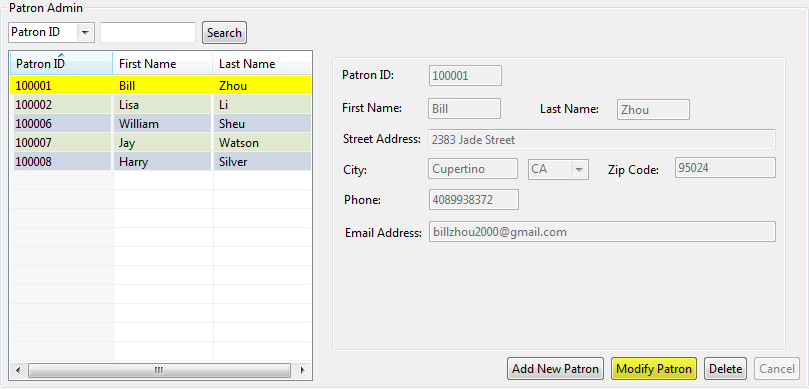 Patron Admin
Patron ID Search
Patron ID First Name Last Name
100001 Bill Zhou
100002 Lisa Li
100006 William Sheu
100007 Jay Watson
100008 Harry Silver
Patron ID: 100001
First Name: Bill Last Name: Zhou
Street Address: 2383 Jade Street
City: Cupertino CA Zip Code: 95024
Phone: 4089938372
Email Address: billzhou2000@gmail.com
Add New Patron Modify Patron Delete Cancel